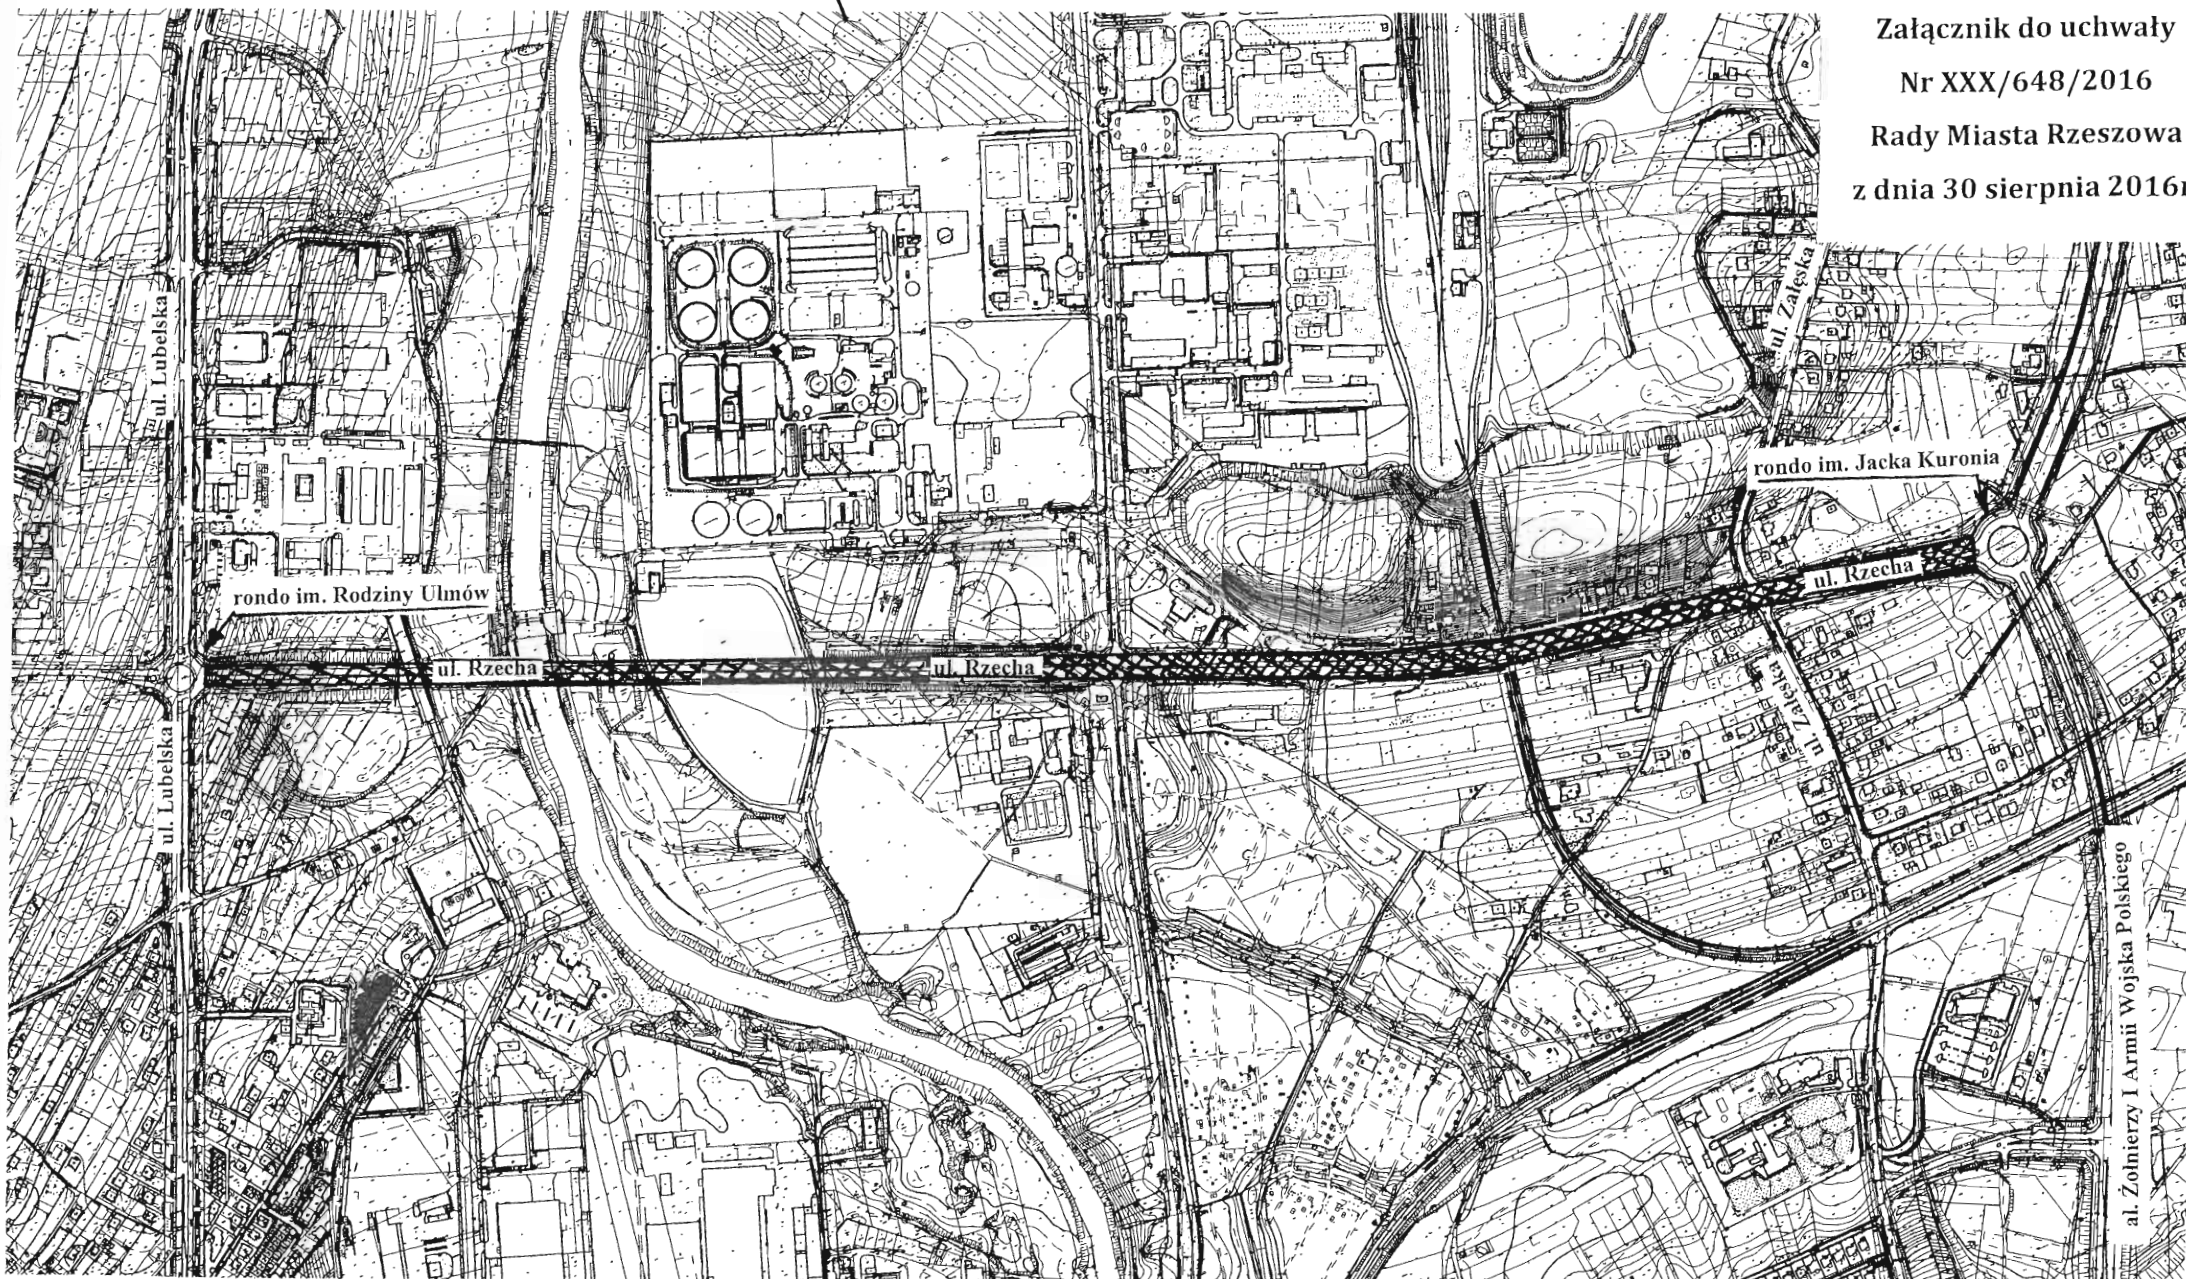 Załącznik do uchwały
Nr XXX/648/2016
Rady Miasta Rzeszowa
z dnia 30 sierpnia 2016r
ul. Lubelska
ul. Załęska
rondo im. Jacka Kuronia
ul. Rzecha
rondo im. Rodziny Ulmów
ul. Rzecha
ul. Rzecha
ul. Załęska
ul. Lubelska
al. Żołnierzy I Armii Wojska Polskiego